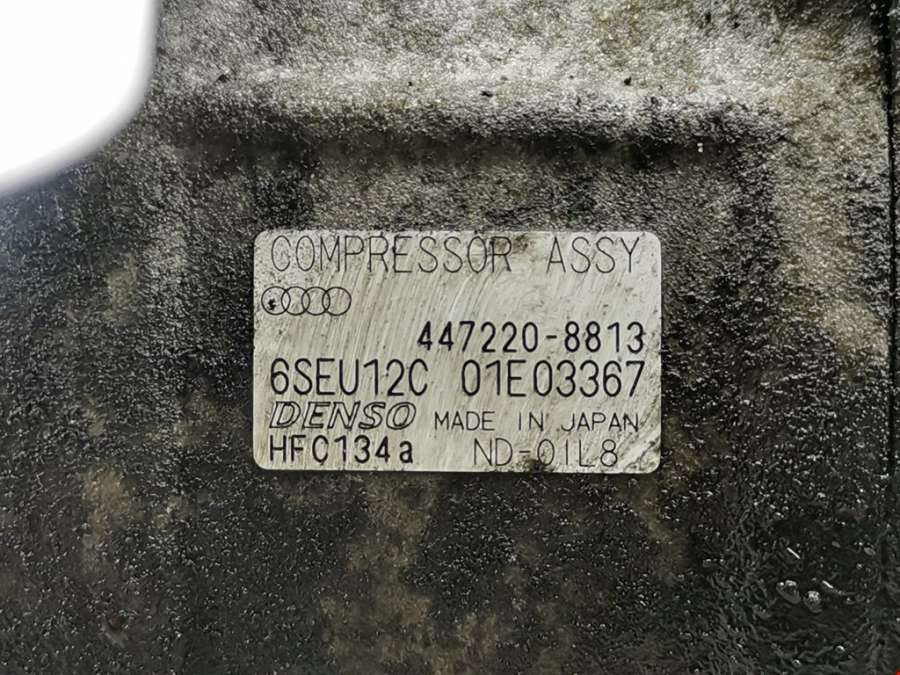 COMPRESSOR ASSY
447220-8813
6SEU12C 01E03367
DENSO MADE IN JAPAN
HFC134a ND-OIL8